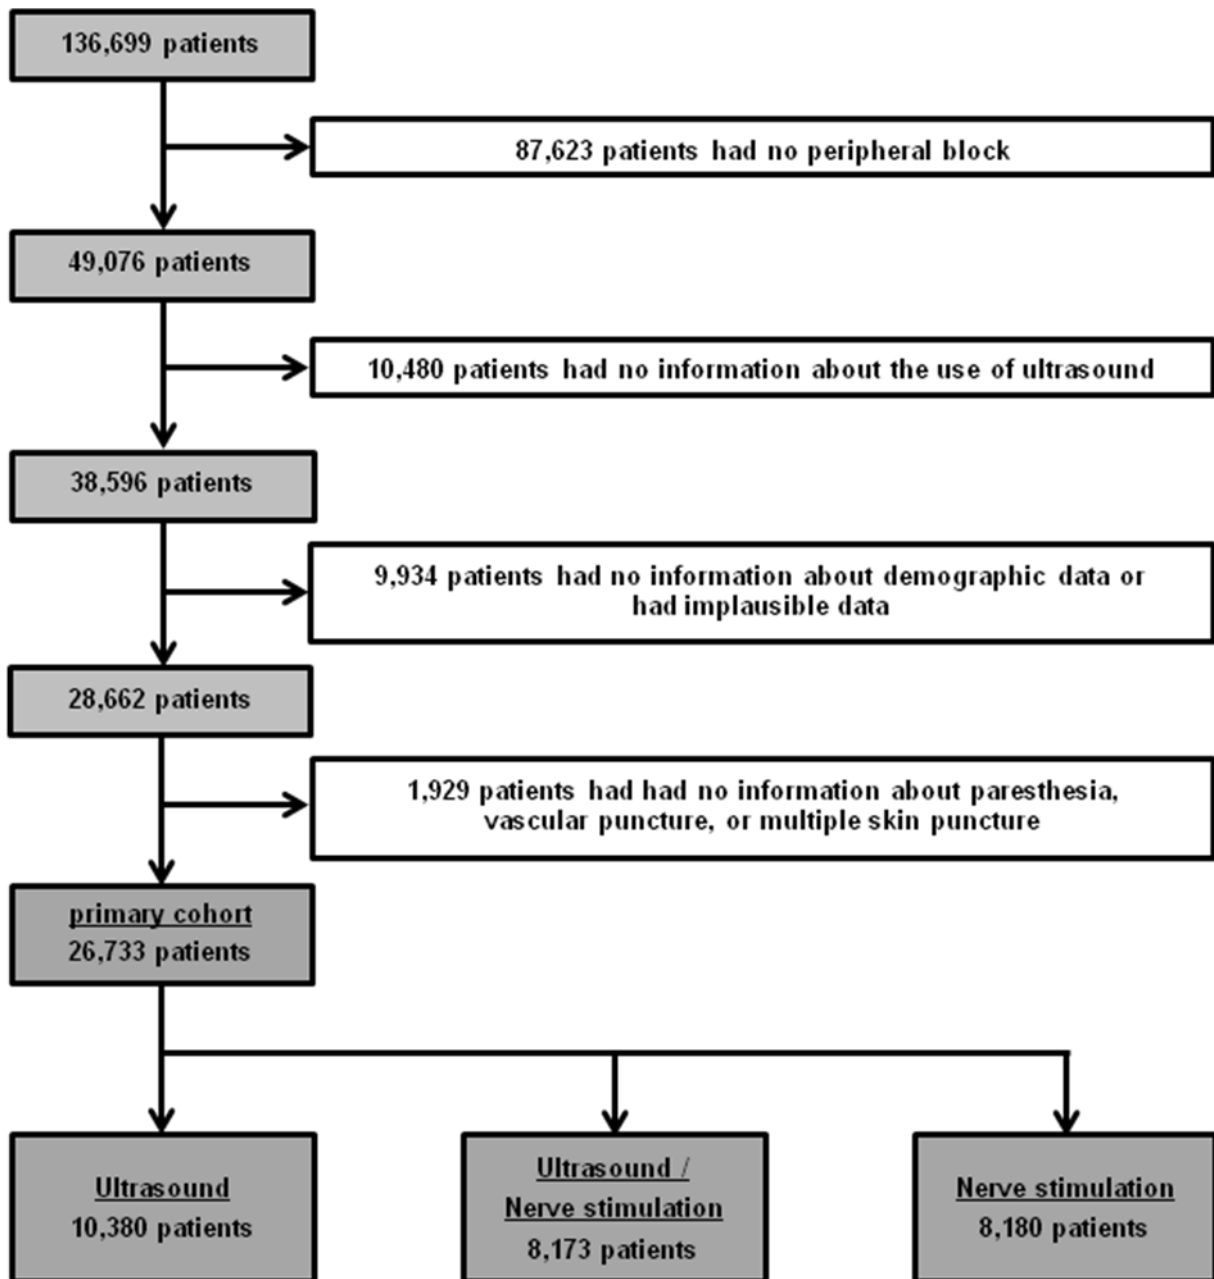 136,699 patients
87,623 patients had no peripheral block
49,076 patients
10,480 patients had no information about the use of ultrasound
38,596 patients
9,934 patients had no information about demographic data or
had implausible data
28,662 patients
1,929 patients had had no information about paresthesia,
vascular puncture, or multiple skin puncture
primary cohort
26,733 patients
Ultrasound
10,380 patients
Ultrasound /
Nerve stimulation
8,173 patients
Nerve stimulation
8,180 patients